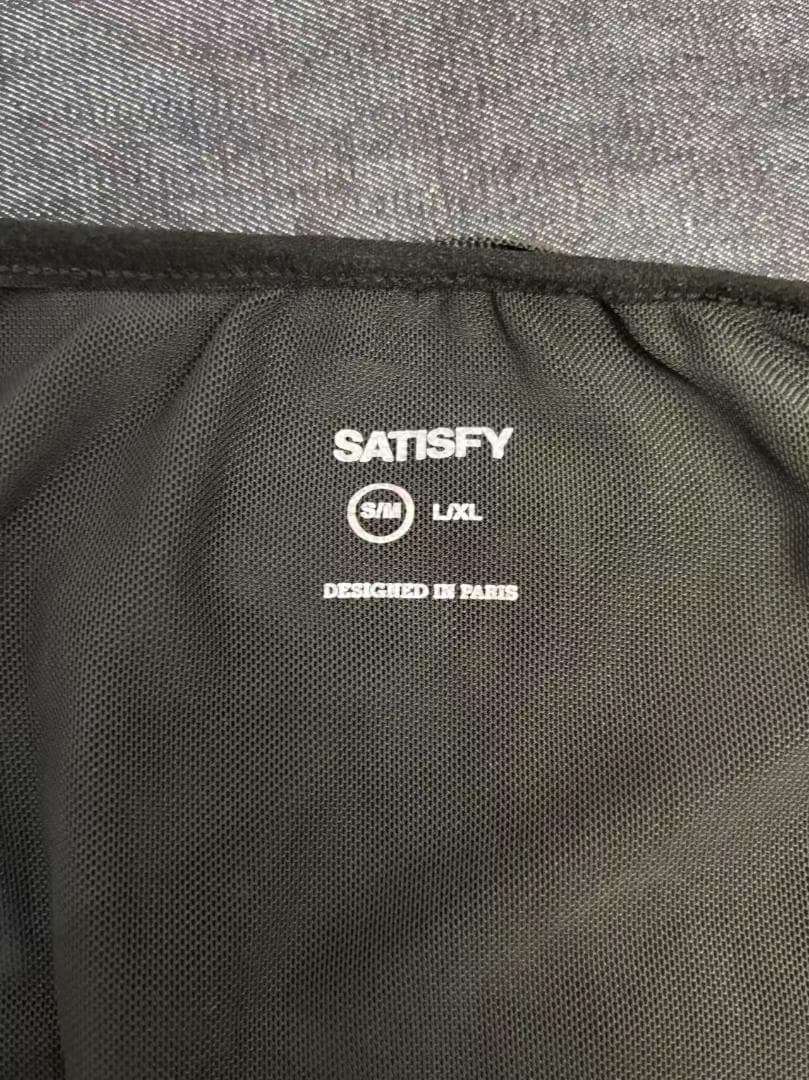 SATISFY
S/M L/XL
DESIGNED IN PARIS